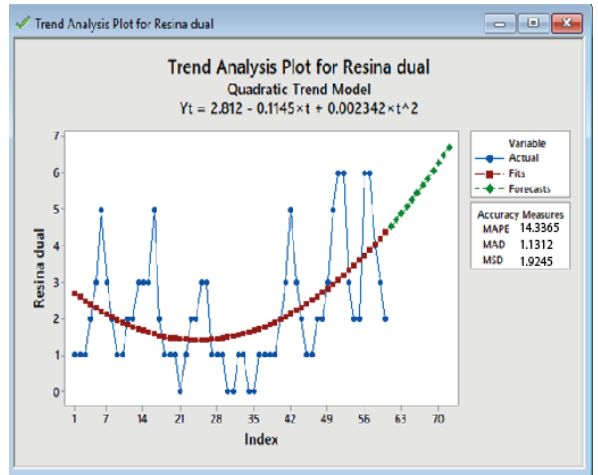 Trend Analysis Plot for Resina dual
Trend Analysis Plot for Resina dual
Quadratic Trend Model
Yt = 2.812 - 0.1145×t + 0.002342×t^2
7
6
5
4
3
2
1
0
Resina dual
1 7 14 21 28 35 42 49 56 63 70
Index
Variable
Actual
Fits
Forecasts
Accuracy Measures
MAPE 14.3365
MAD 1.1312
MSD 1.9245